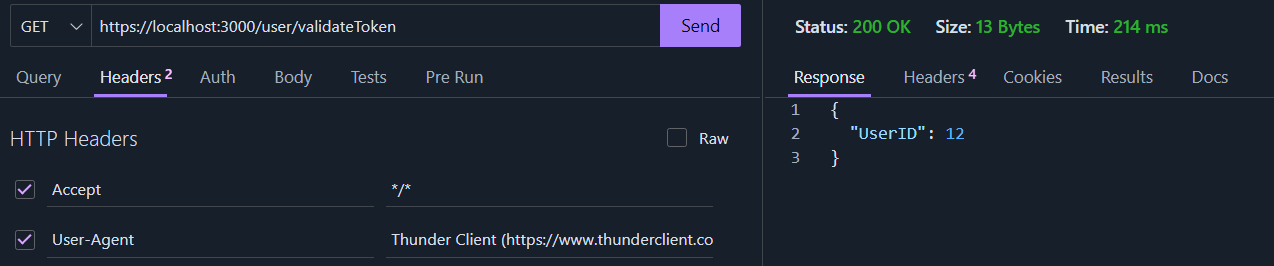 GET https://localhost:3000/user/validateToken Send
Query Headers 2 Auth Body Tests Pre Run
HTTP Headers Raw
Accept */*
User-Agent Thunder Client (https://www.thunderclient.co
Status: 200 OK Size: 13 Bytes Time: 214 ms
Response Headers 4 Cookies Results Docs
1 {
2 "UserID": 12
3 }